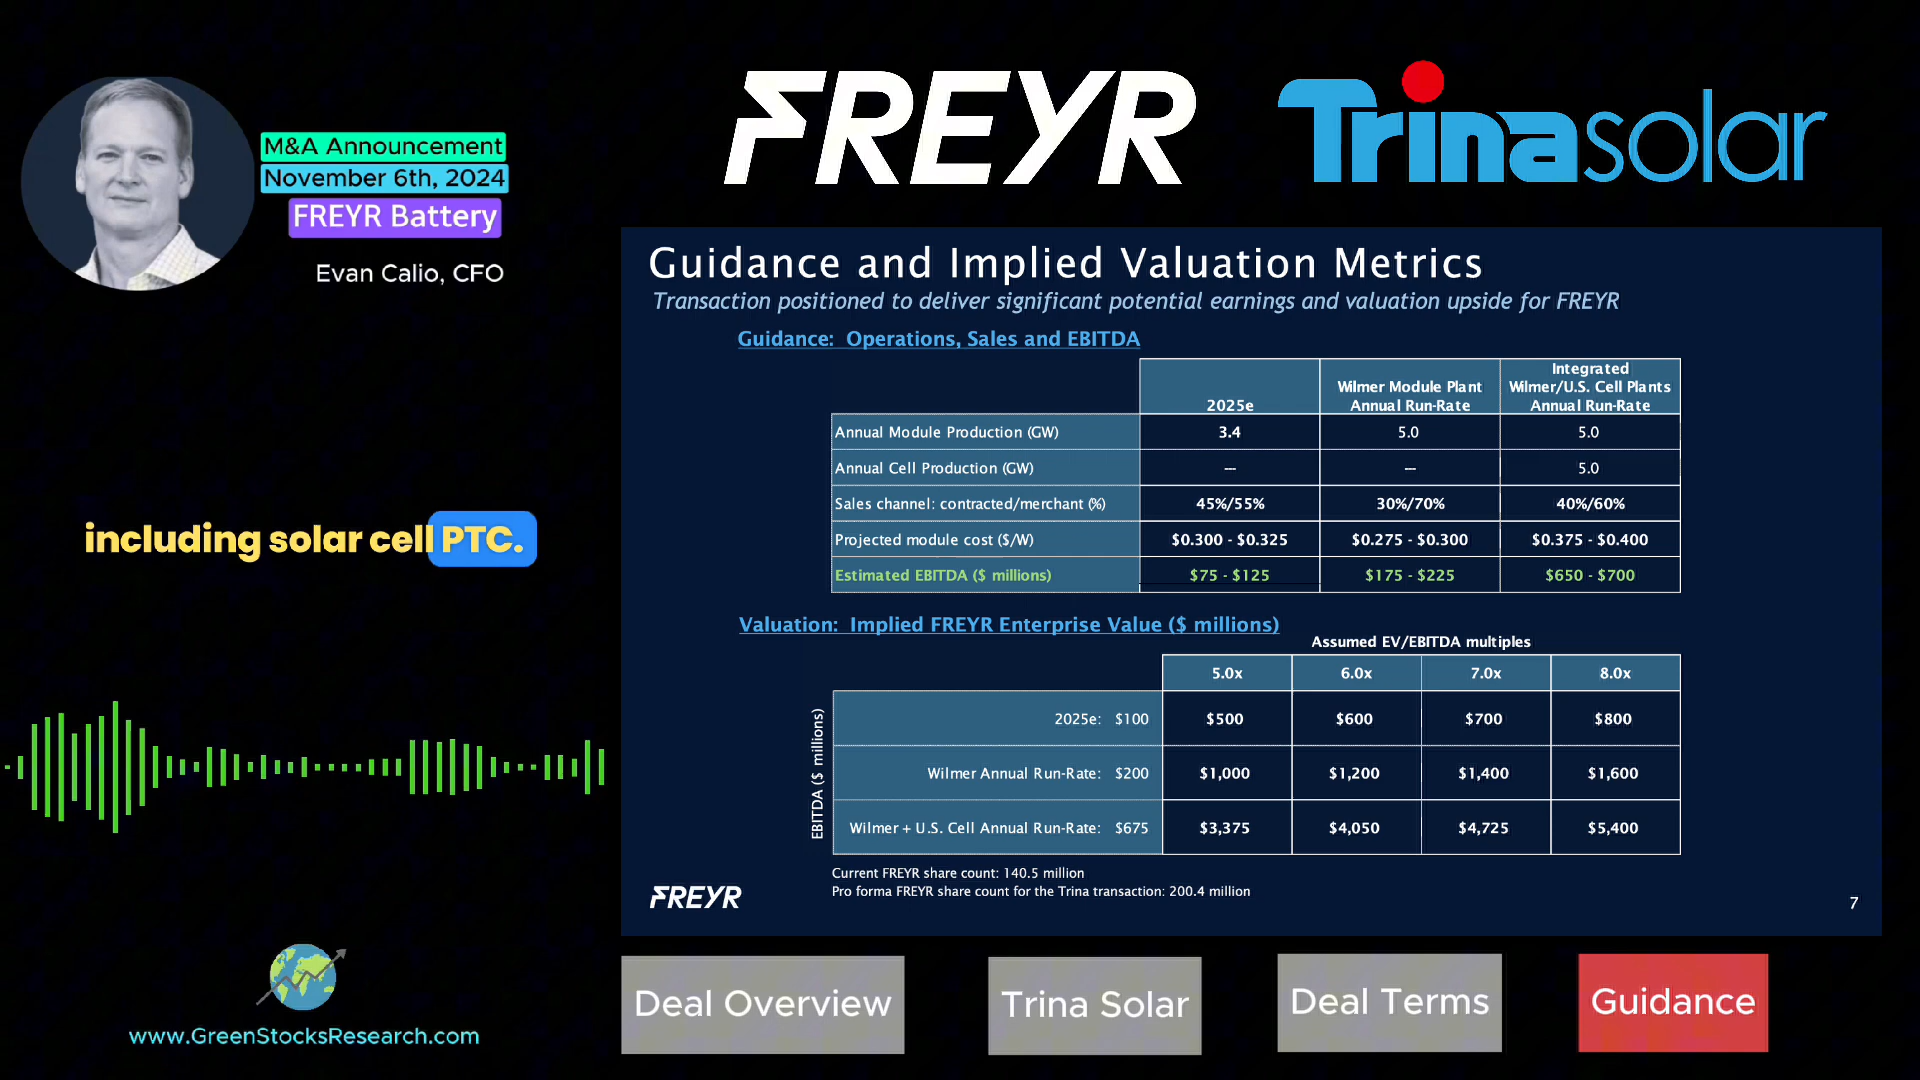 M&A Announcement
November 6th, 2024
FREYR Battery
Evan Calio, CFO
FREYR
Trinasolar
including solar cell PTC.
Guidance and Implied Valuation Metrics
Transaction positioned to deliver significant potential earnings and valuation upside for FREYR
Guidance: Operations, Sales and EBITDA
2025e
Wilmer Module Plant
Annual Run-Rate
Integrated
Wilmer/U.S. Cell Plants
Annual Run-Rate
Annual Module Production (GW) 3.4 5.0 5.0
Annual Cell Production (GW) --- --- 5.0
Sales channel: contracted/merchant (%) 45%/55% 30%/70% 40%/60%
Projected module cost ($/W) $0.300 - $0.325 $0.275 - $0.300 $0.375 - $0.400
Estimated EBITDA ($ millions) $75 - $125 $175 - $225 $650 - $700
Valuation: Implied FREYR Enterprise Value ($ millions)
Assumed EV/EBITDA multiples
5.0x 6.0x 7.0x 8.0x
EBITDA ($ millions)
2025e: $100 $500 $600 $700 $800
Wilmer Annual Run-Rate: $200 $1,000 $1,200 $1,400 $1,600
Wilmer + U.S. Cell Annual Run-Rate: $675 $3,375 $4,050 $4,725 $5,400
Current FREYR share count: 140.5 million
Pro forma FREYR share count for the Trina transaction: 200.4 million
FREYR
7
www.GreenStocksResearch.com
Deal Overview
Trina Solar
Deal Terms
Guidance